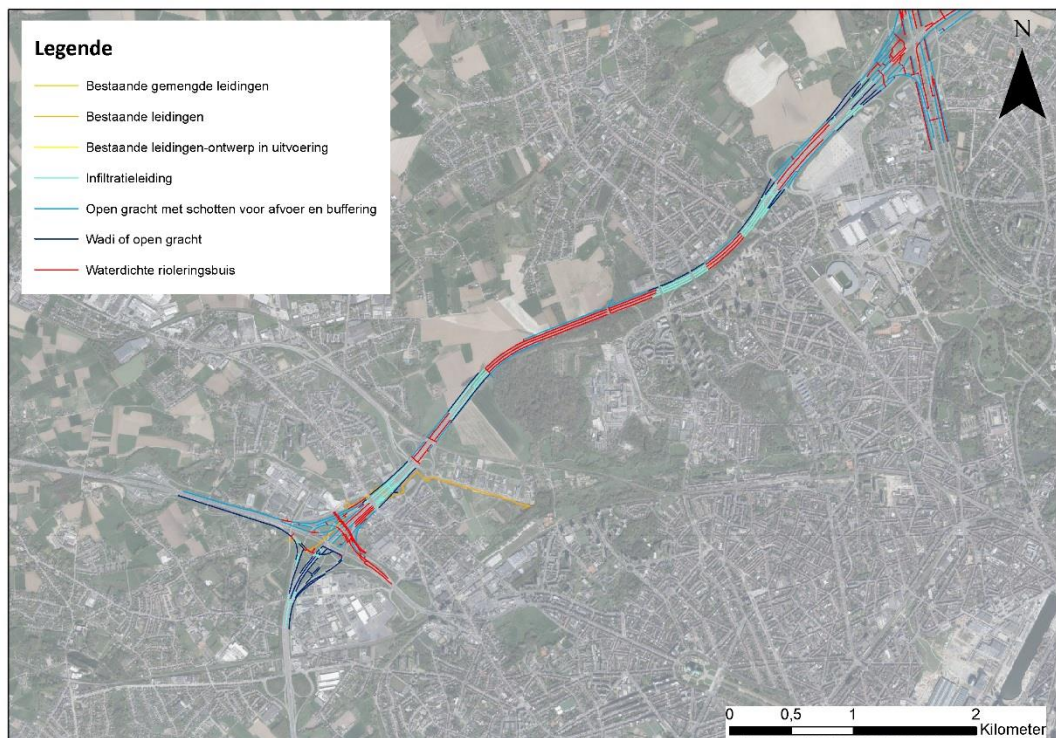 Legende
Bestaande gemengde leidingen
Bestaande leidingen
Bestaande leidingen-ontwerp in uitvoering
Infiltratieleiding
Open gracht met schotten voor afvoer en buffering
Wadi of open gracht
Waterdichte rioleringsbuis
N
0 0,5 1 2
Kilometer